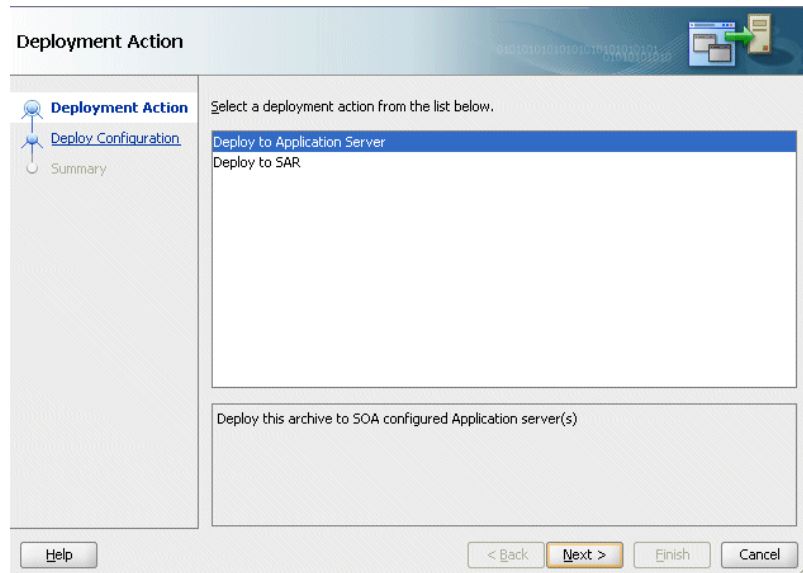 Deployment Action
Deployment Action
Deploy Configuration
Summary
Select a deployment action from the list below.
Deploy to Application Server
Deploy to SAR
Deploy this archive to SOA configured Application server(s)
Help
< Back
Next >
Finish
Cancel